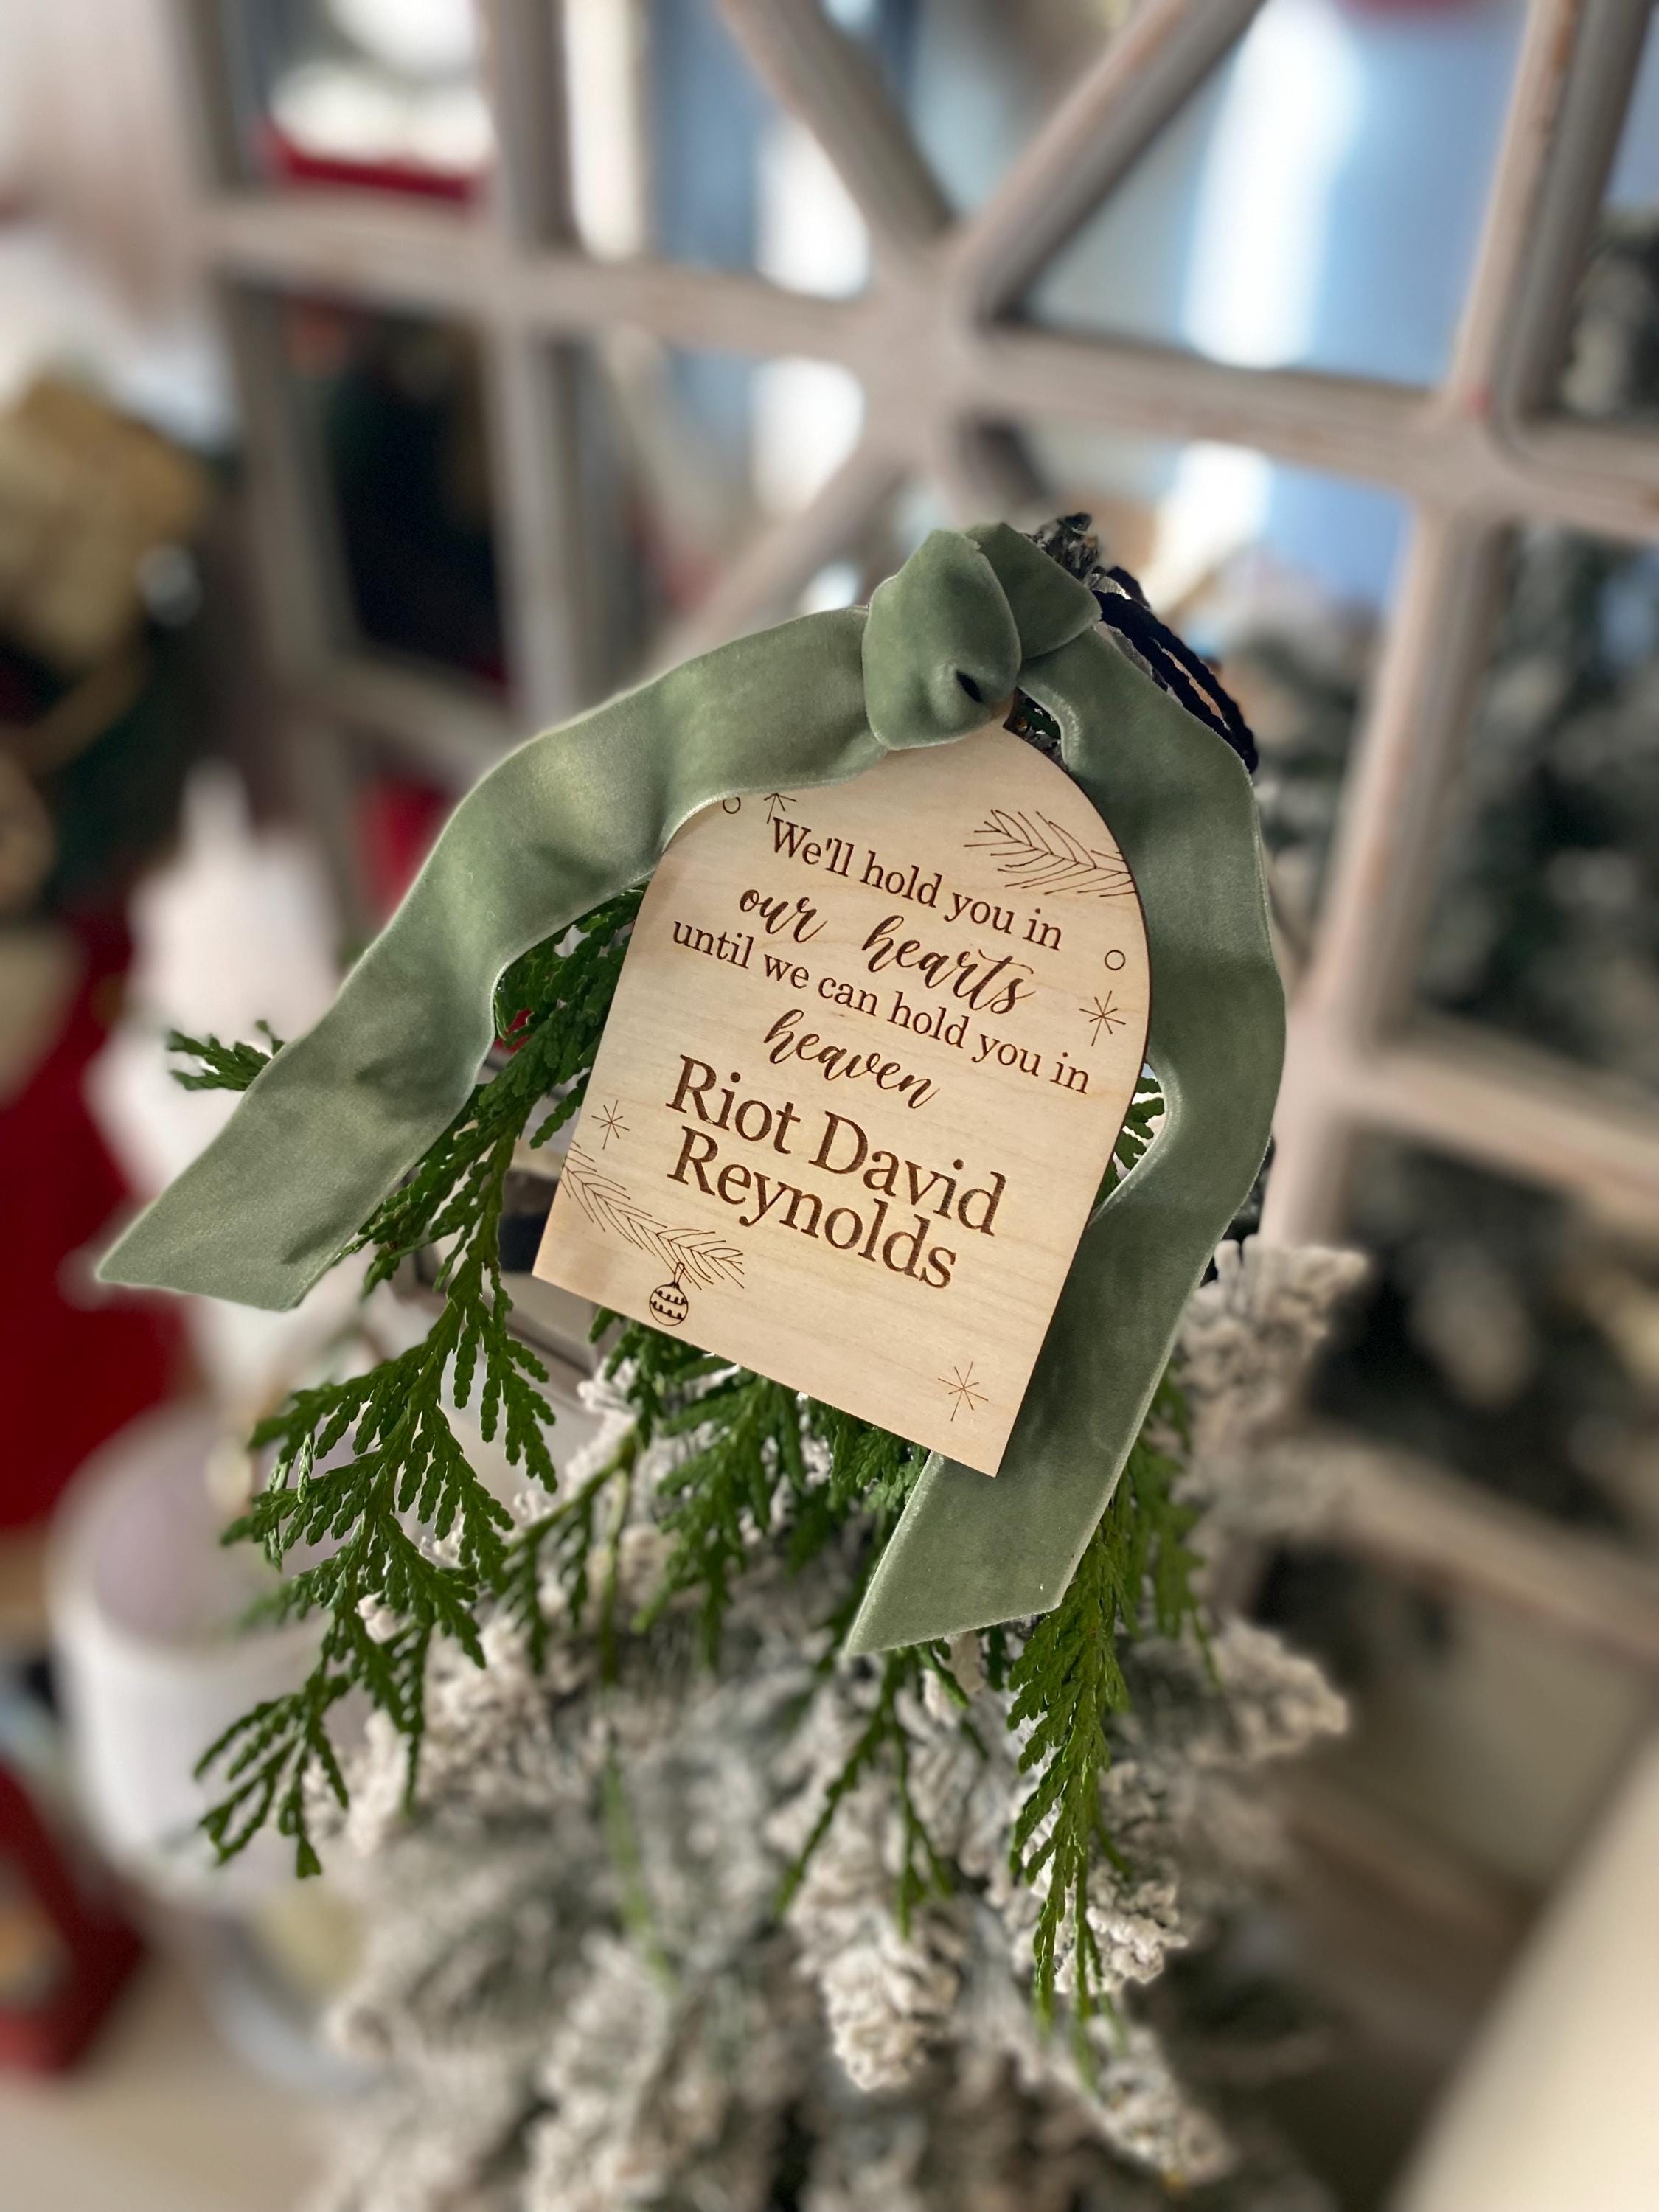 We'll hold you in
our hearts
until we can hold you in
heaven
Riot David
Reynolds